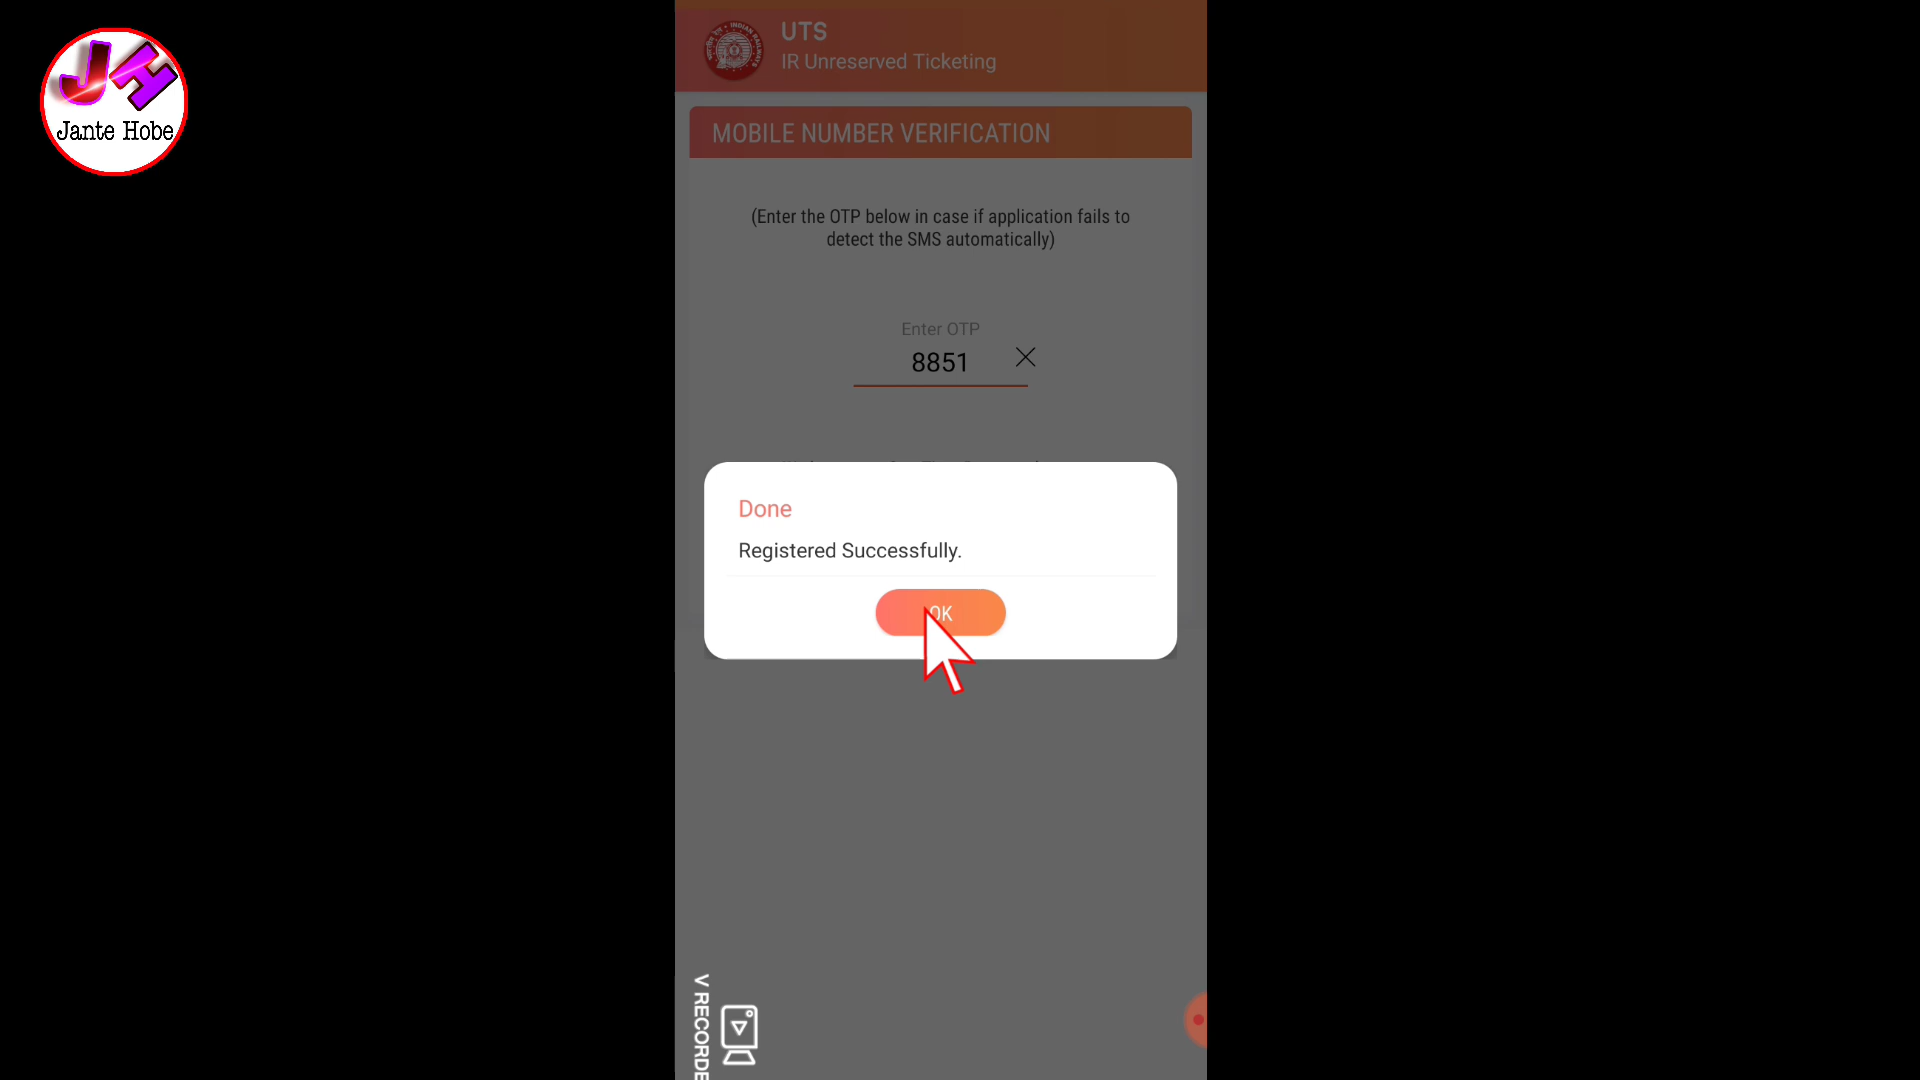 JH
Jante Hobe
UTS
IR Unreserved Ticketing
MOBILE NUMBER VERIFICATION
(Enter the OTP below in case if application fails to
detect the SMS automatically)
Enter OTP
8851
Done
Registered Successfully.
OK
V RECORDE